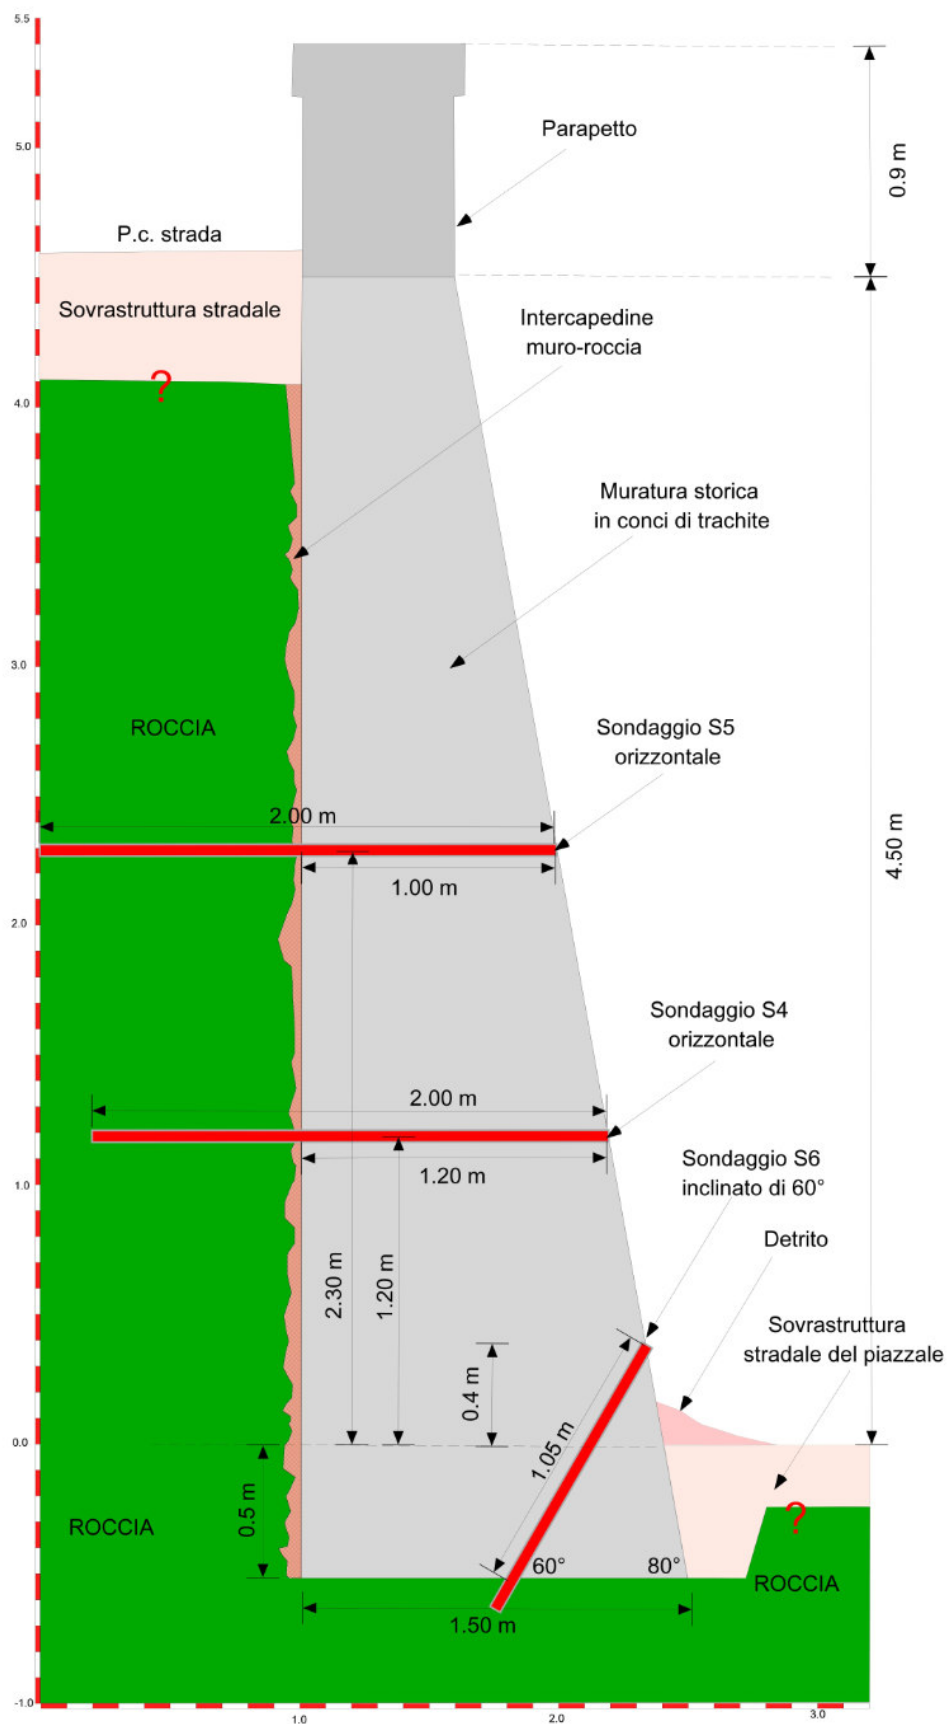 5.5
0.9 m
Parapetto
5.0
P.c. strada
Sovrastruttura stradale
Intercapedine
muro-roccia
?
4.0
Muratura storica
in conci di trachite
3.0
ROCCIA
Sondaggio S5
orizzontale
2.00 m
4.50 m
1.00 m
2.0
Sondaggio S4
orizzontale
2.00 m
1.20 m
1.0
Sondaggio S6
inclinato di 60°
Detrito
2.30 m
1.20 m
Sovrastruttura
stradale del piazzale
0.4 m
1.05 m
0.0
0.5 m
ROCCIA
?
60°
80°
ROCCIA
1.50 m
-1.0
1.0
2.0
3.0